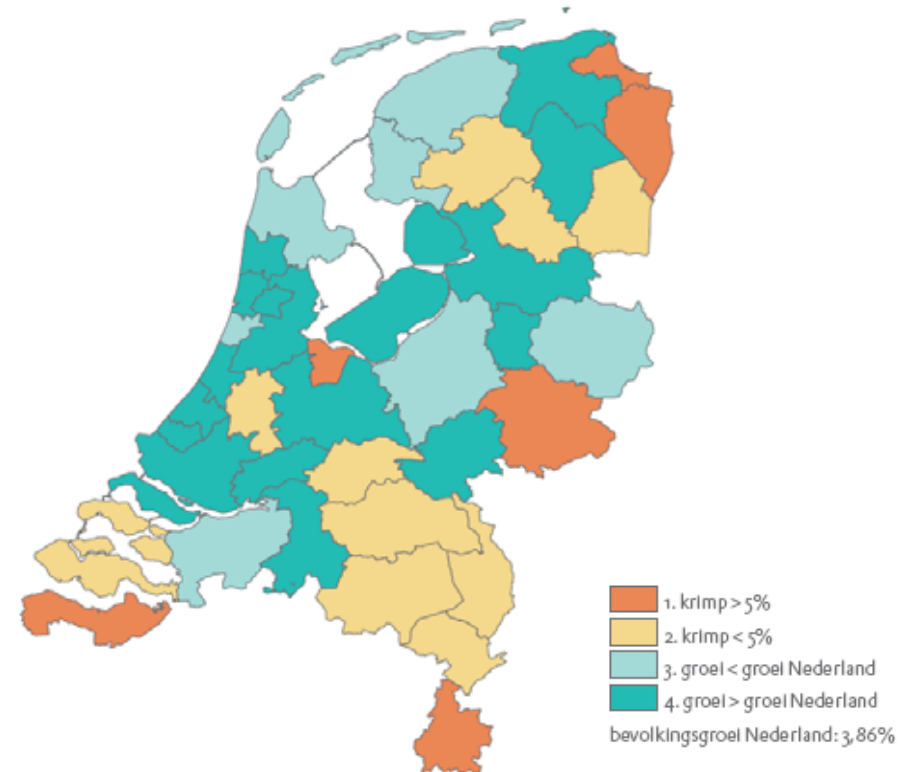 1. krimp > 5%
2. krimp < 5%
3. groei < groei Nederland
4. groei > groei Nederland
bevolkingsgroei Nederland: 3,86%